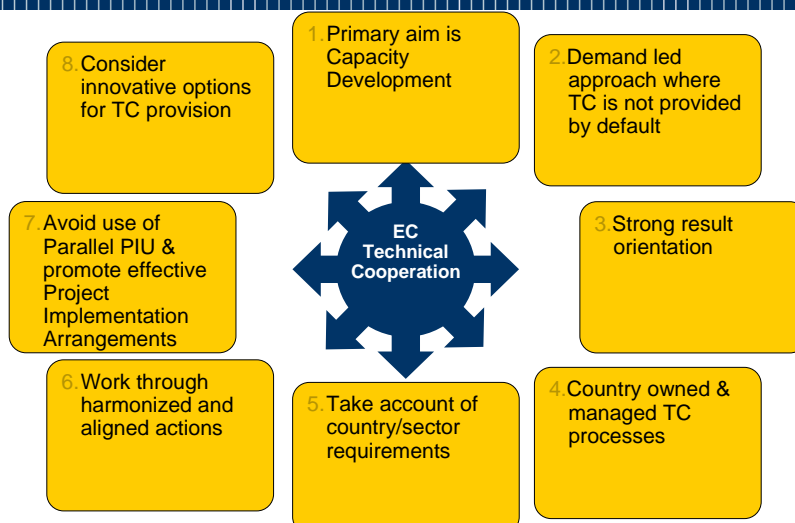 1.Primary aim is
Capacity
Development
2.Demand led
approach where
TC is not provided
by default
3.Strong result
orientation
4.Country owned &
managed TC
processes
5.Take account of
country/sector
requirements
6.Work through
harmonized and
aligned actions
7.Avoid use of
Parallel PIU &
promote effective
Project
Implementation
Arrangements
8.Consider
innovative options
for TC provision
EC
Technical
Cooperation